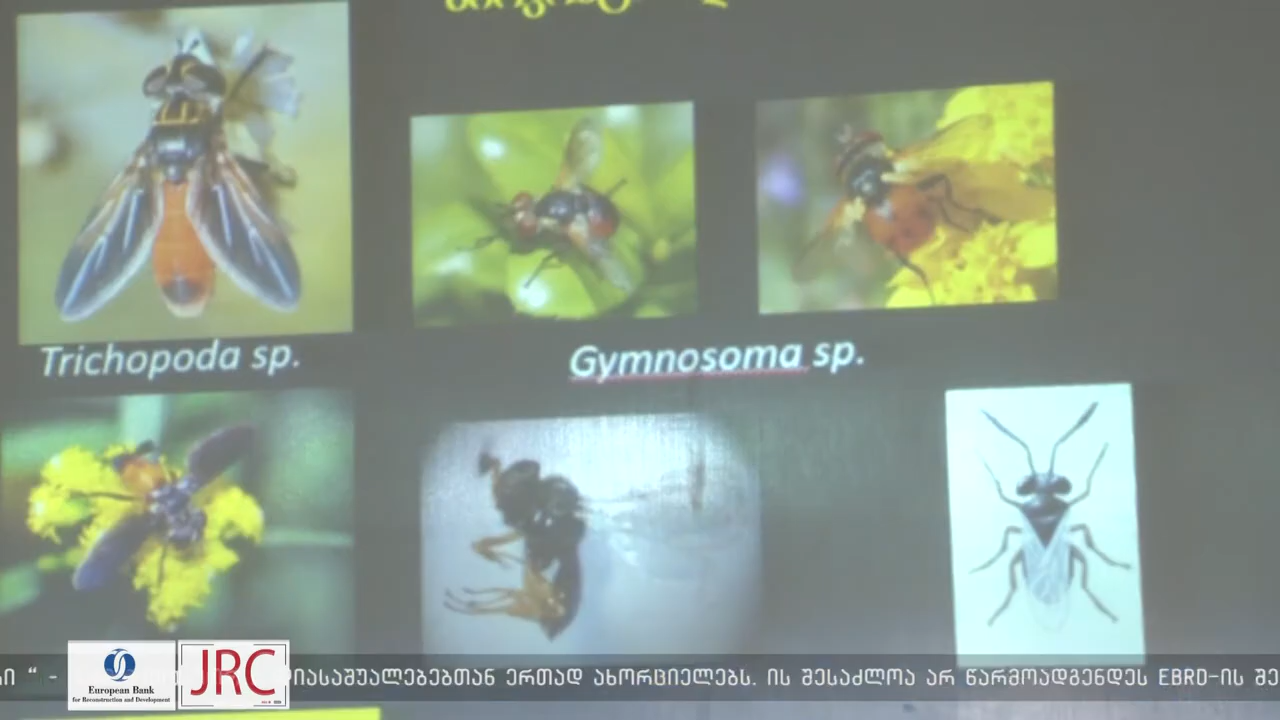 Trichopoda sp.
Gymnosoma sp.
European Bank
for Reconstruction and Development
JRC
ი “ - დიასაშუალებებთან ერთად ახორციელებს. ის შესაძლოა არ წარმოადგენდეს EBRD-ის შე